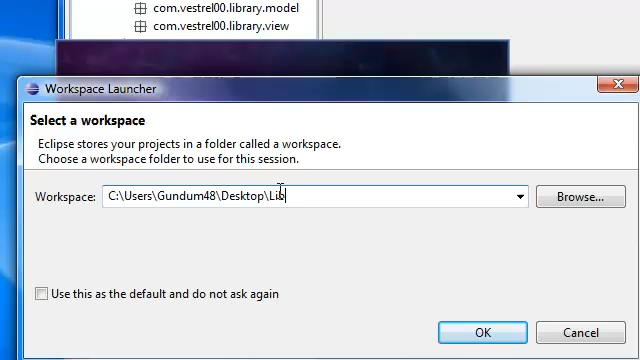 com.vestrel00.library.model
com.vestrel00.library.view
Workspace Launcher
Select a workspace
Eclipse stores your projects in a folder called a workspace.
Choose a workspace folder to use for this session.
Workspace: C:\Users\Gundum48\Desktop\Lib Browse...
Use this as the default and do not ask again
OK Cancel